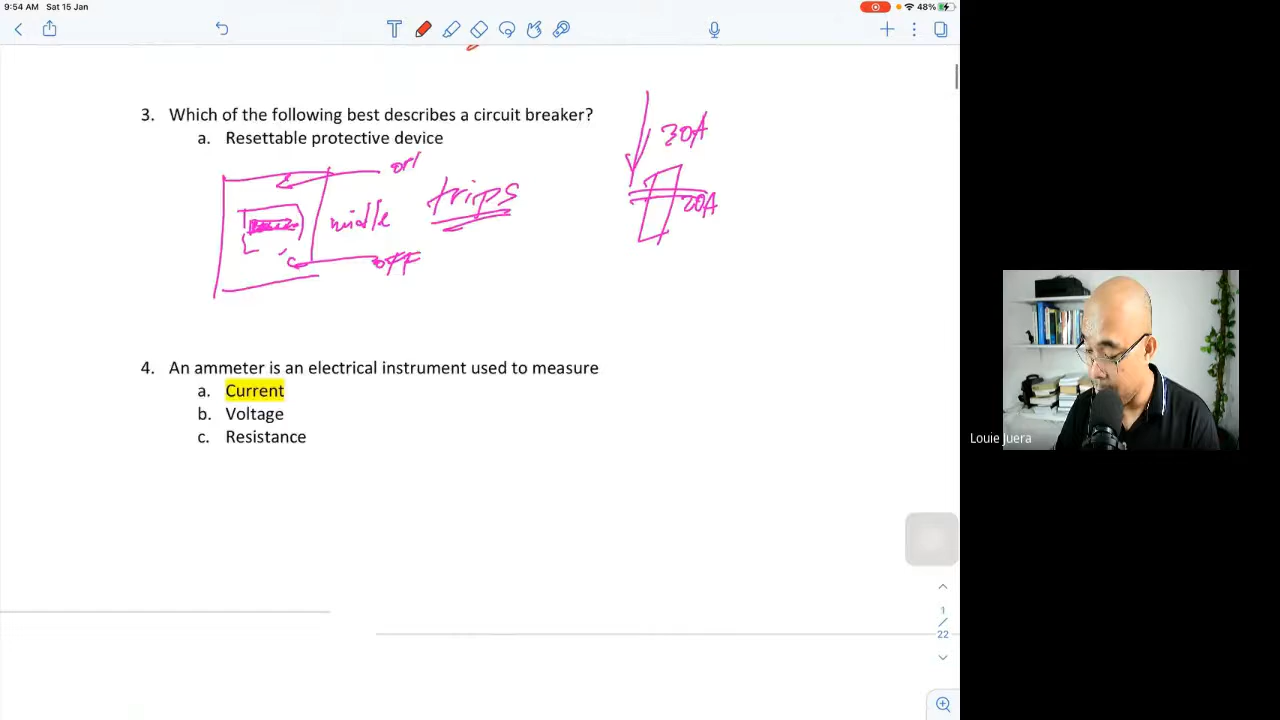 9:54 AM Sat 15 Jan
48%
T
3. Which of the following best describes a circuit breaker?
a. Resettable protective device
30A
on
trips
middle
20A
OFF
4. An ammeter is an electrical instrument used to measure
a. Current
b. Voltage
c. Resistance
Louie Juera
1
/
22